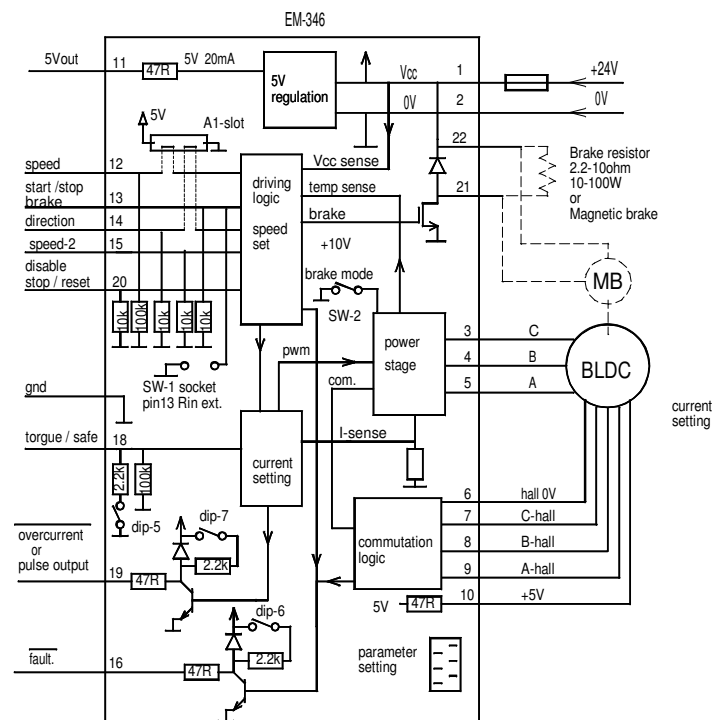 EM-346
5Vout
11
47R
5V 20mA
5V
regulation
Vcc
1
+24V
0V
2
0V
5V
A1-slot
22
Brake resistor
2.2-10ohm
10-100W
or
Magnetic brake
speed
12
start /stop
brake
13
direction
14
speed-2
15
disable
stop / reset
20
driving
logic
speed
set
Vcc sense
temp sense
brake
21
+10V
brake mode
SW-2
MB
10k
100k
10k
10k
10k
SW-1 socket
pin13 Rin ext.
pwm
com.
power
stage
3
C
4
B
5
A
BLDC
current
setting
gnd
torgue / safe
18
2.2k
100k
dip-5
current
setting
I-sense
6
hall 0V
7
C-hall
8
B-hall
9
A-hall
10
+5V
commutation
logic
5V
47R
overcurrent
or
pulse output
19
47R
dip-7
2.2k
dip-6
2.2k
fault.
16
47R
parameter
setting